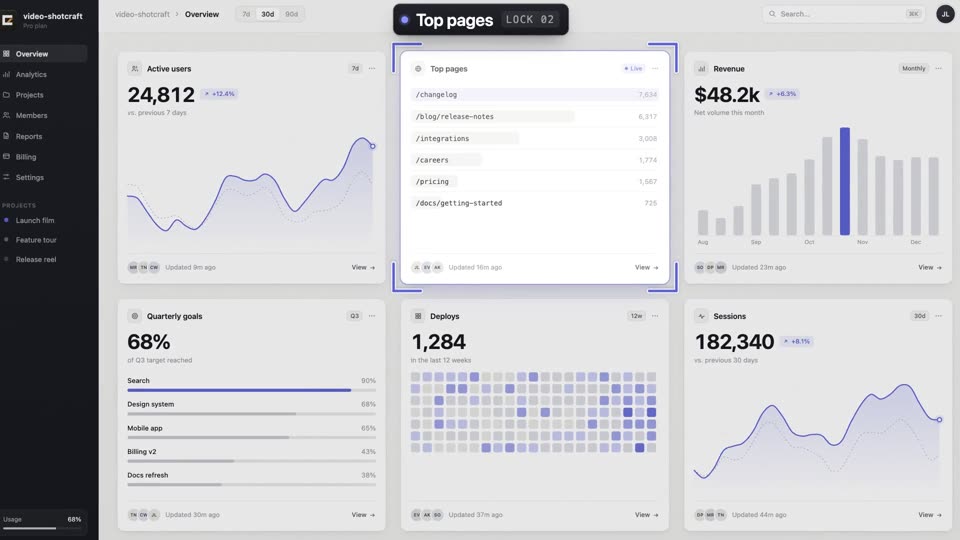 video-shotcraft
Pro plan
Overview
Analytics
Projects
Members
Reports
Billing
Settings
PROJECTS
Launch film
Feature tour
Release reel
Usage 68%
video-shotcraft > Overview
7d 30d 90d
Top pages LOCK 02
Search...
⌘K
JL
Active users
7d
24,812
↗ +12.4%
vs. previous 7 days
NR TN CW Updated 9m ago
View →
Top pages
Live
/changelog 7,634
/blog/release-notes 6,317
/integrations 3,008
/careers 1,774
/pricing 1,567
/docs/getting-started 725
JL EV AK Updated 16m ago
View →
Revenue
Monthly
$48.2k
↗ +6.3%
Net volume this month
Aug Sep Oct Nov Dec
SO DP MR Updated 23m ago
View →
Quarterly goals
Q3
68%
of Q3 target reached
Search 90%
Design system 68%
Mobile app 65%
Billing v2 43%
Docs refresh 38%
TN CW JL Updated 30m ago
View →
Deploys
12w
1,284
in the last 12 weeks
EV AK SO Updated 37m ago
View →
Sessions
30d
182,340
↗ +8.1%
vs. previous 30 days
DP MR TN Updated 44m ago
View →